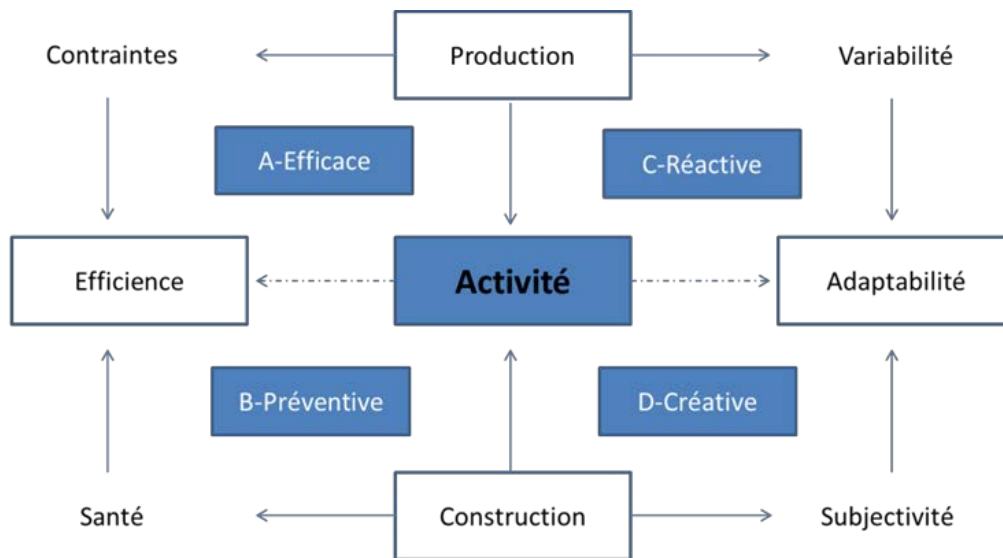 Contraintes
Production
Variabilité
A-Efficace
C-Réactive
Efficience
Activité
Adaptabilité
B-Préventive
D-Créative
Santé
Construction
Subjectivité